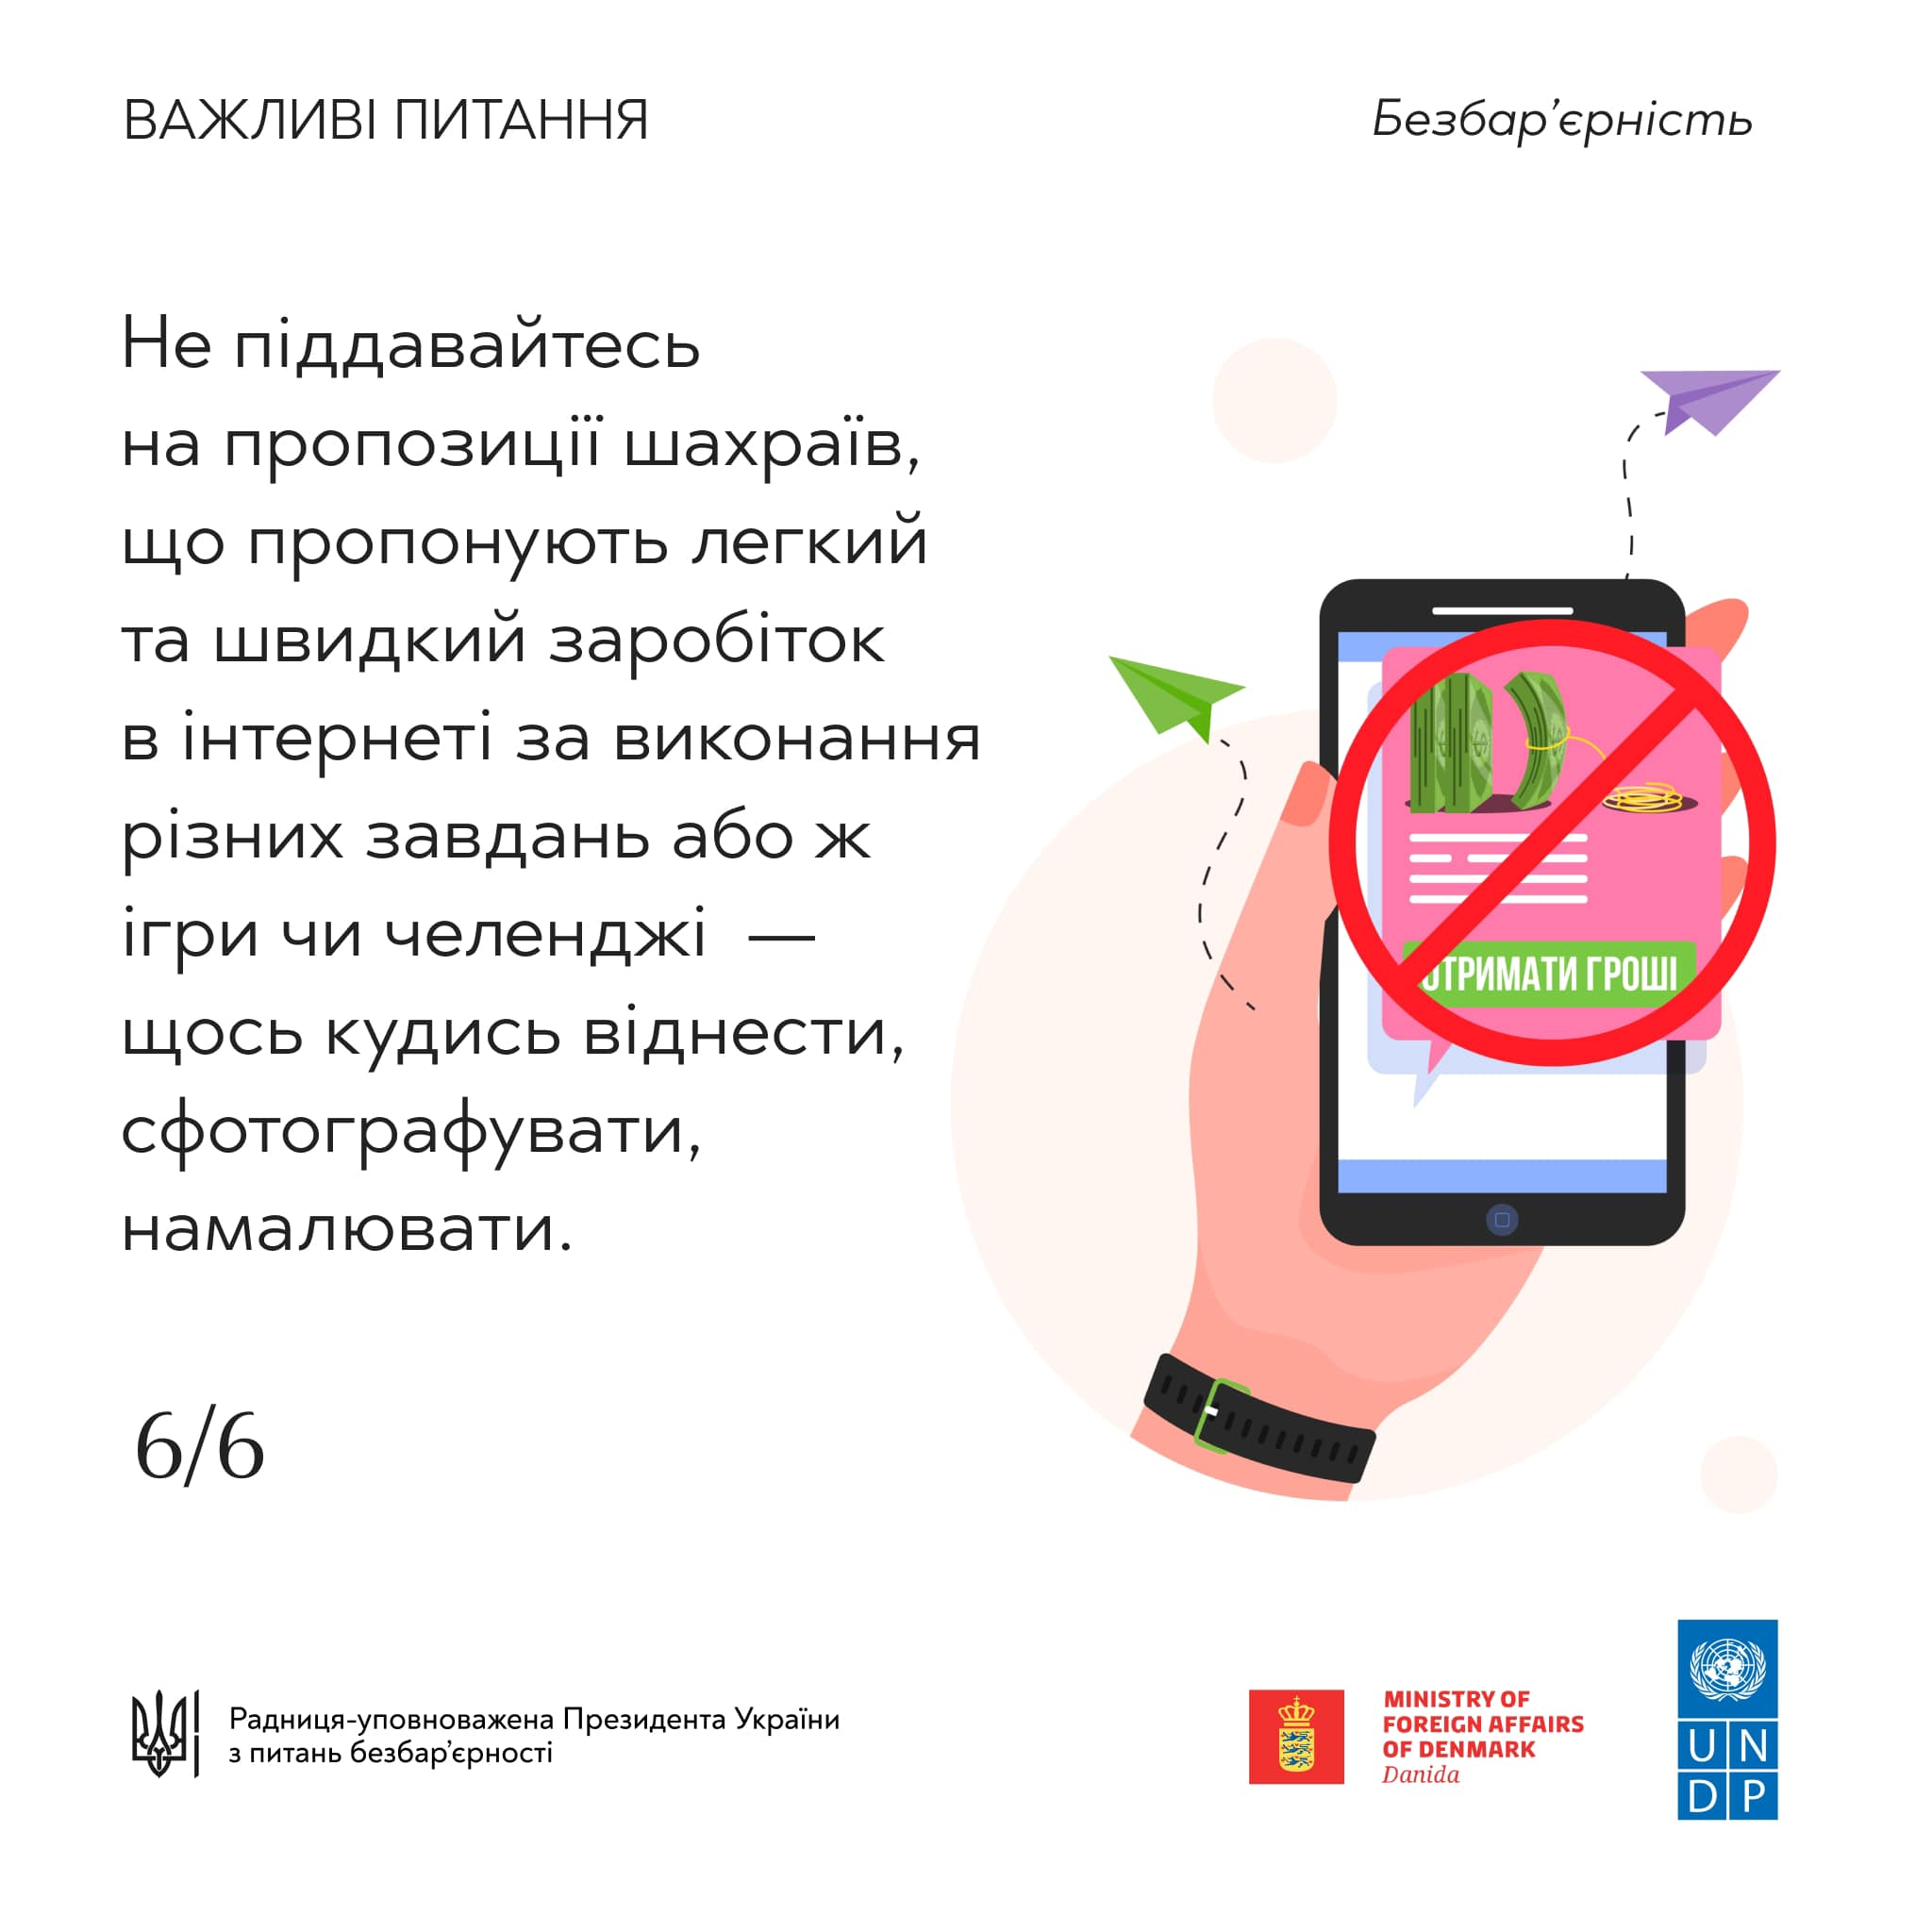 ВАЖЛИВІ ПИТАННЯ
Безбар’єрність
Не піддавайтесь
на пропозиції шахраїв,
що пропонують легкий
та швидкий заробіток
в інтернеті за виконання
різних завдань або ж
ігри чи челенджі —
щось кудись віднести,
сфотографувати,
намалювати.
ОТРИМАТИ ГРОШІ
6/6
Радниця-уповноважена Президента України
з питань безбар’єрності
MINISTRY OF
FOREIGN AFFAIRS
OF DENMARK
Danida
U N
D P